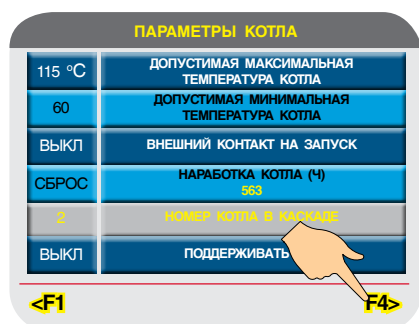 ПАРАМЕТРЫ КОТЛА
115 °C
ДОПУСТИМАЯ МАКСИМАЛЬНАЯ
ТЕМПЕРАТУРА КОТЛА
60
ДОПУСТИМАЯ МИНИМАЛЬНАЯ
ТЕМПЕРАТУРА КОТЛА
ВЫКЛ
ВНЕШНИЙ КОНТАКТ НА ЗАПУСК
СБРОС
НАРАБОТКА КОТЛА (Ч)
563
2
НОМЕР КОТЛА В КАСКАДЕ
ВЫКЛ
ПОДДЕРЖИВАТЬ
<F1
F4>